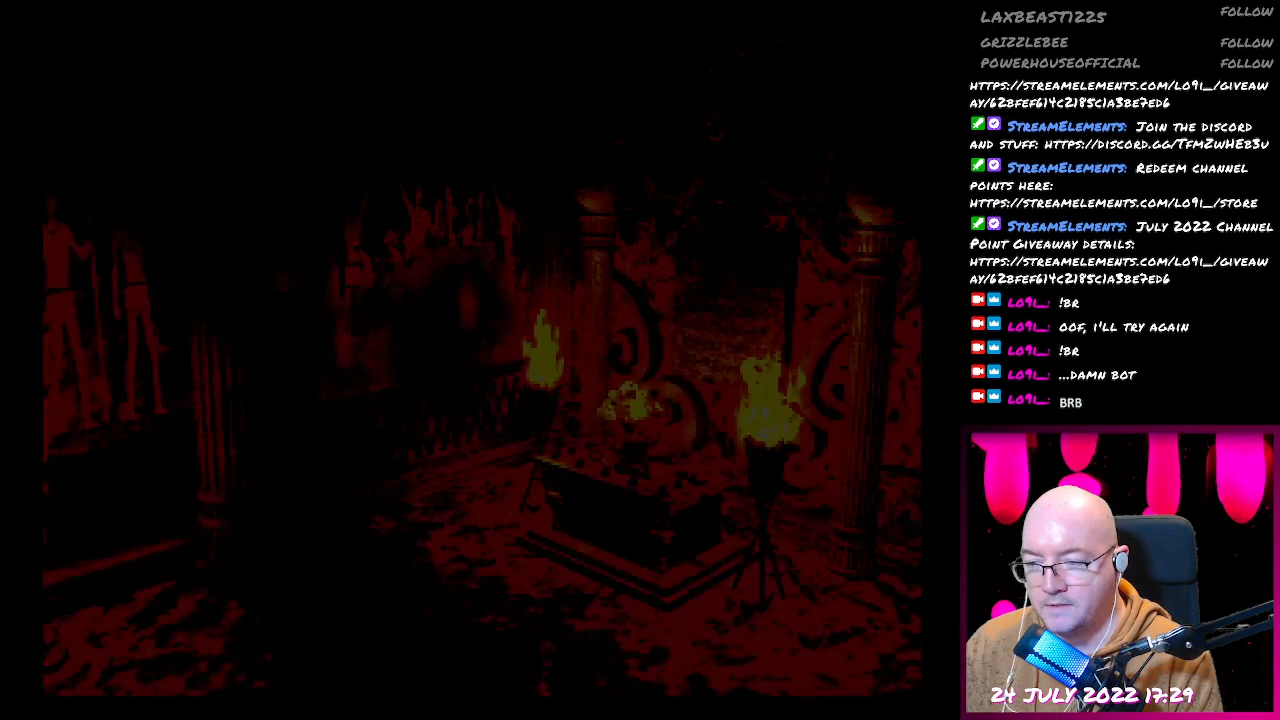 LAXBEAST1225 FOLLOW
GRIZZLEBEE FOLLOW
POWERHOUSEOFFICIAL FOLLOW
HTTPS://STREAMELEMENTS.COM/LO9I_/GIVEAW
AY/62BFEF614C2185C1A3BE7ED6
STREAMELEMENTS: JOIN THE DISCORD
AND STUFF: HTTPS://DISCORD.GG/TFMZWHEB3U
STREAMELEMENTS: REDEEM CHANNEL
POINTS HERE:
HTTPS://STREAMELEMENTS.COM/LO9I_/STORE
STREAMELEMENTS: JULY 2022 CHANNEL
POINT GIVEAWAY DETAILS:
HTTPS://STREAMELEMENTS.COM/LO9I_/GIVEAW
AY/62BFEF614C2185C1A3BE7ED6
LO9I_: !BR
LO9I_: OOF, I'LL TRY AGAIN
LO9I_: !BR
LO9I_: ...DAMN BOT
LO9I_: BRB
24 JULY 2022 17:29